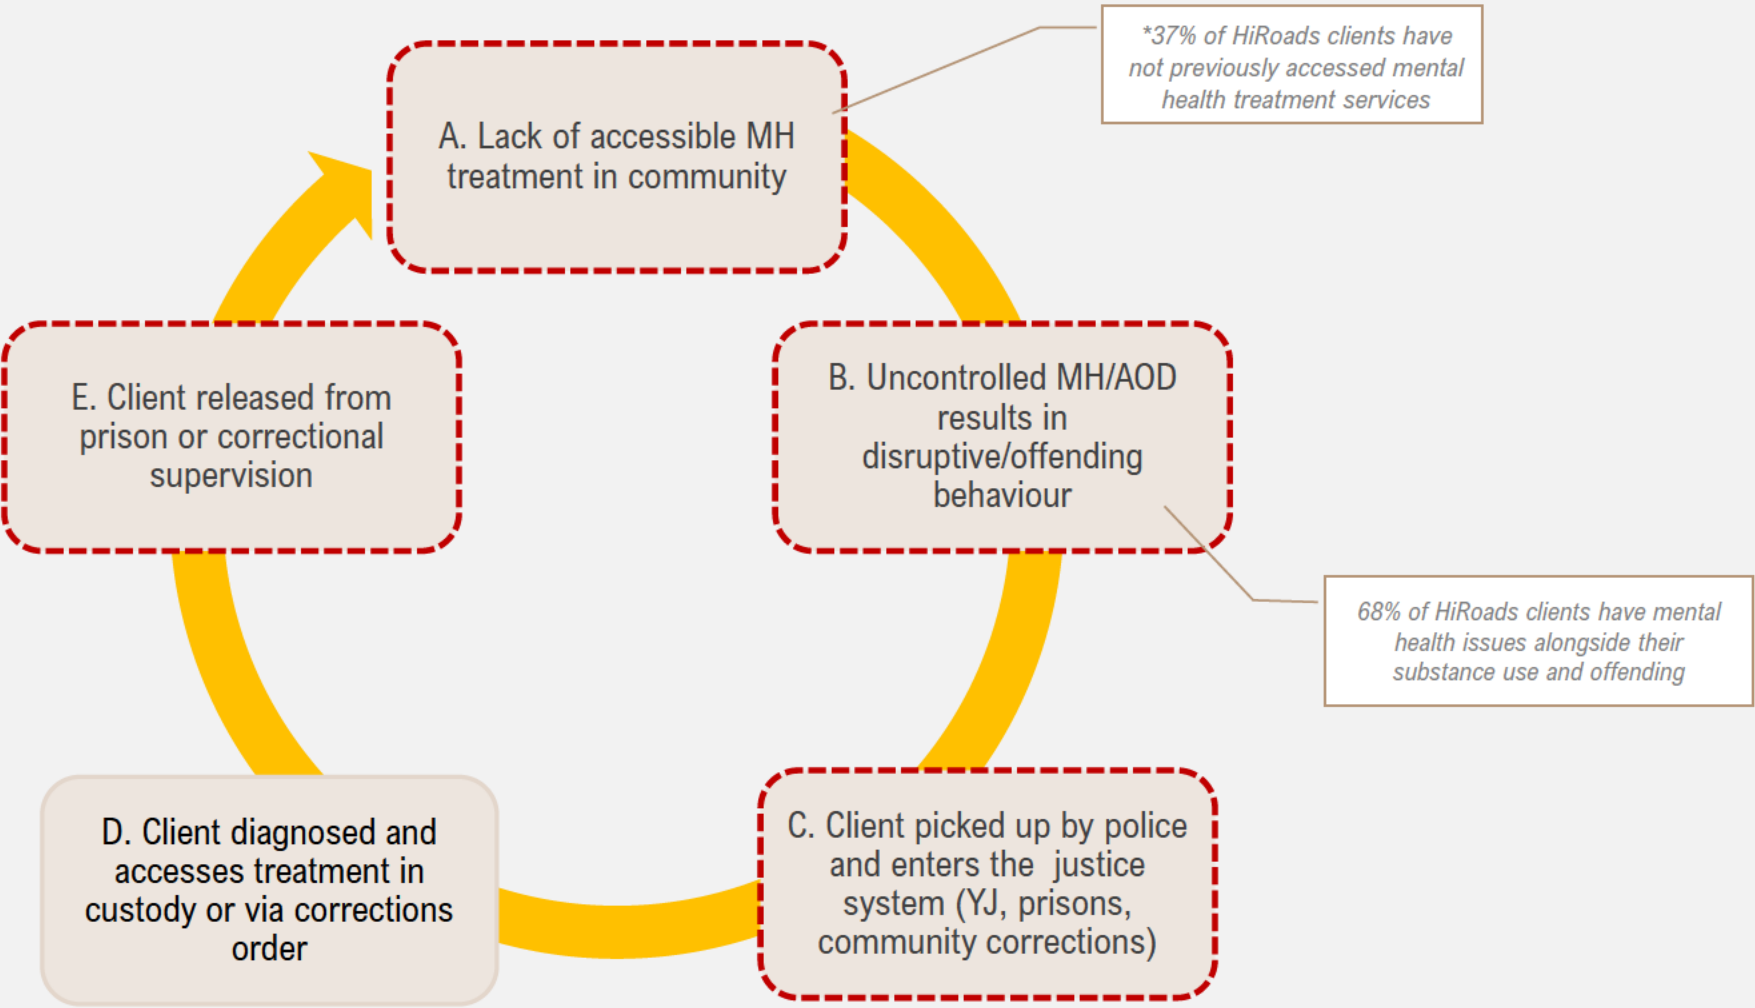 *37% of HiRoads clients have
not previously accessed mental
health treatment services
A. Lack of accessible MH
treatment in community
B. Uncontrolled MH/AOD
results in
disruptive/offending
behaviour
68% of HiRoads clients have mental
health issues alongside their
substance use and offending
C. Client picked up by police
and enters the justice
system (YJ, prisons,
community corrections)
D. Client diagnosed and
accesses treatment in
custody or via corrections
order
E. Client released from
prison or correctional
supervision